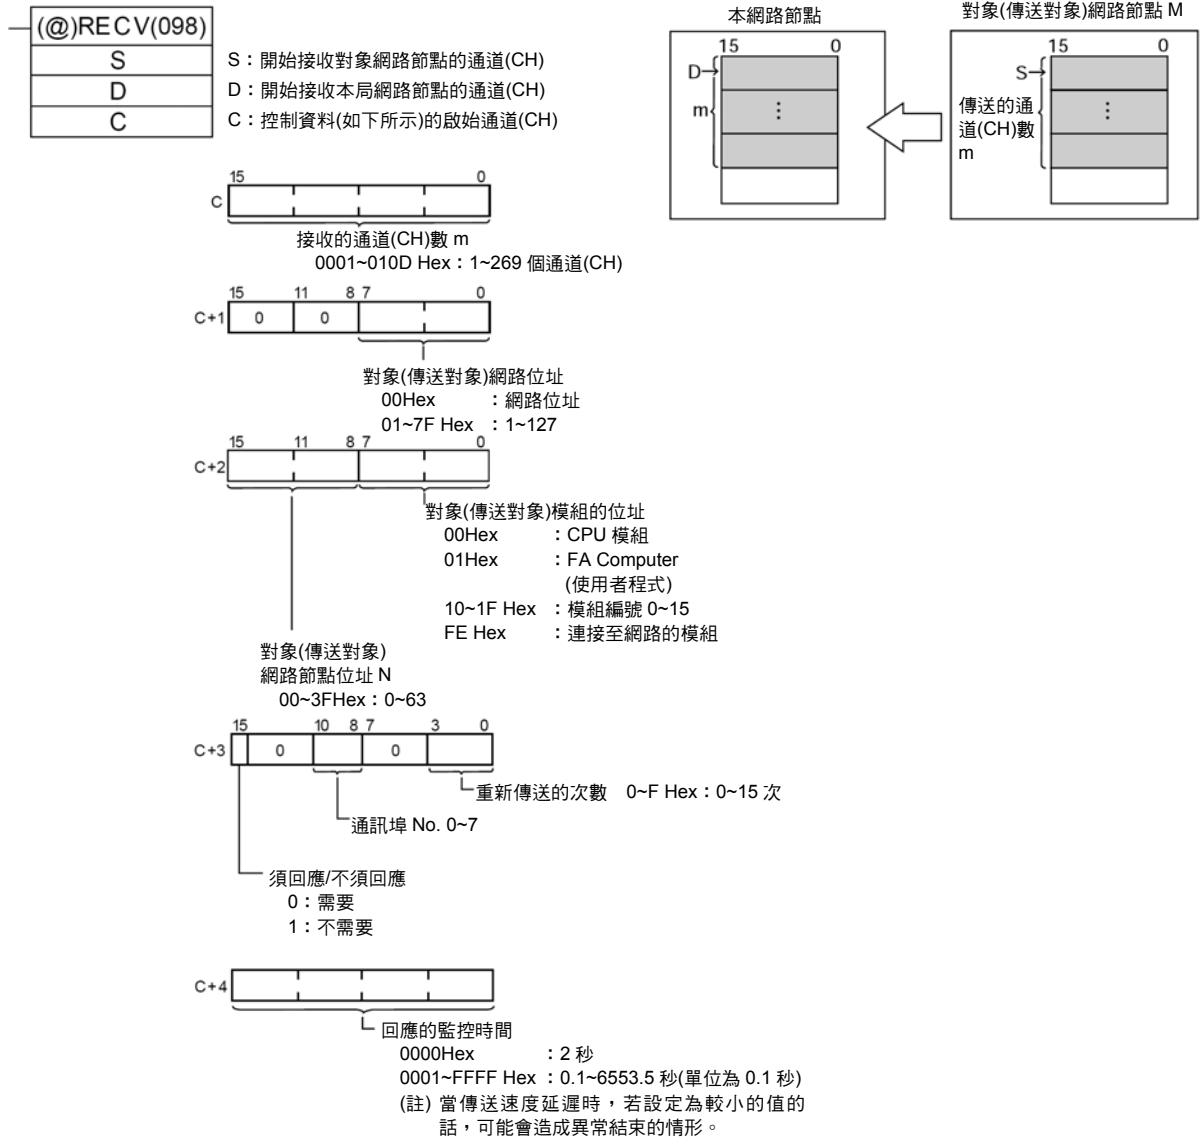 (@)RECV(098)
S
D
C
S：開始接收對象網路節點的通道(CH)
D：開始接收本局網路節點的通道(CH)
C：控制資料(如下所示)的啟始通道(CH)
本網路節點
15 0
D
m
⋮
對象(傳送對象)網路節點 M
15 0
S
傳送的通
道(CH)數
m
⋮
15 0
C
接收的通道(CH)數 m
0001~010D Hex：1~269 個通道(CH)
15 11 8 7 0
C+1 0 0
對象(傳送對象)網路位址
00Hex ：網路位址
01~7F Hex ：1~127
15 11 8 7 0
C+2
對象(傳送對象)模組的位址
00Hex ：CPU 模組
01Hex ：FA Computer
(使用者程式)
10~1F Hex ：模組編號 0~15
FE Hex ：連接至網路的模組
對象(傳送對象)
網路節點位址 N
00~3FHex：0~63
15 10 8 7 3 0
C+3 0 0
重新傳送的次數 0~F Hex：0~15 次
通訊埠 No. 0~7
須回應/不須回應
0：需要
1：不需要
C+4
回應的監控時間
0000Hex ：2 秒
0001~FFFF Hex ：0.1~6553.5 秒(單位為 0.1 秒)
(註) 當傳送速度延遲時，若設定為較小的值的
話，可能會造成異常結束的情形。